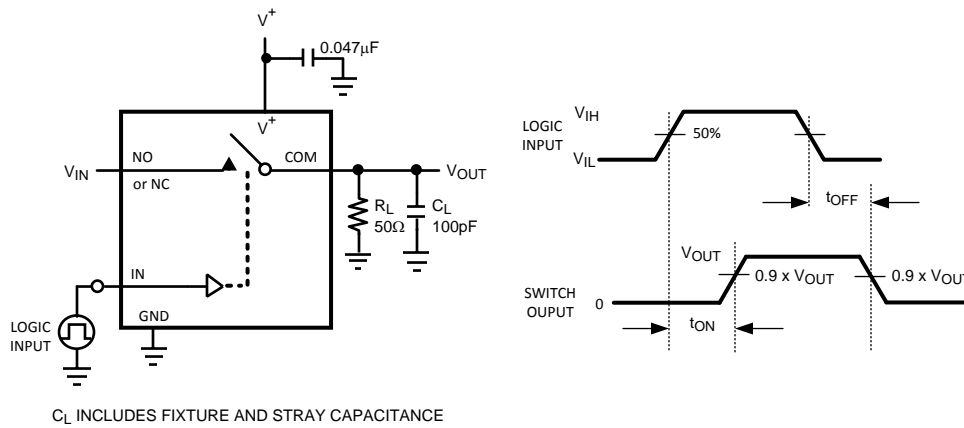 V+
0.047μF
V+
NO
or NC
COM
VIN
VOUT
RL
50Ω
CL
100pF
IN
GND
LOGIC
INPUT
CL INCLUDES FIXTURE AND STRAY CAPACITANCE
LOGIC
INPUT
VIH
VIL
50%
tOFF
VOUT
0.9 x VOUT
0.9 x VOUT
SWITCH
OUPUT
0
tON